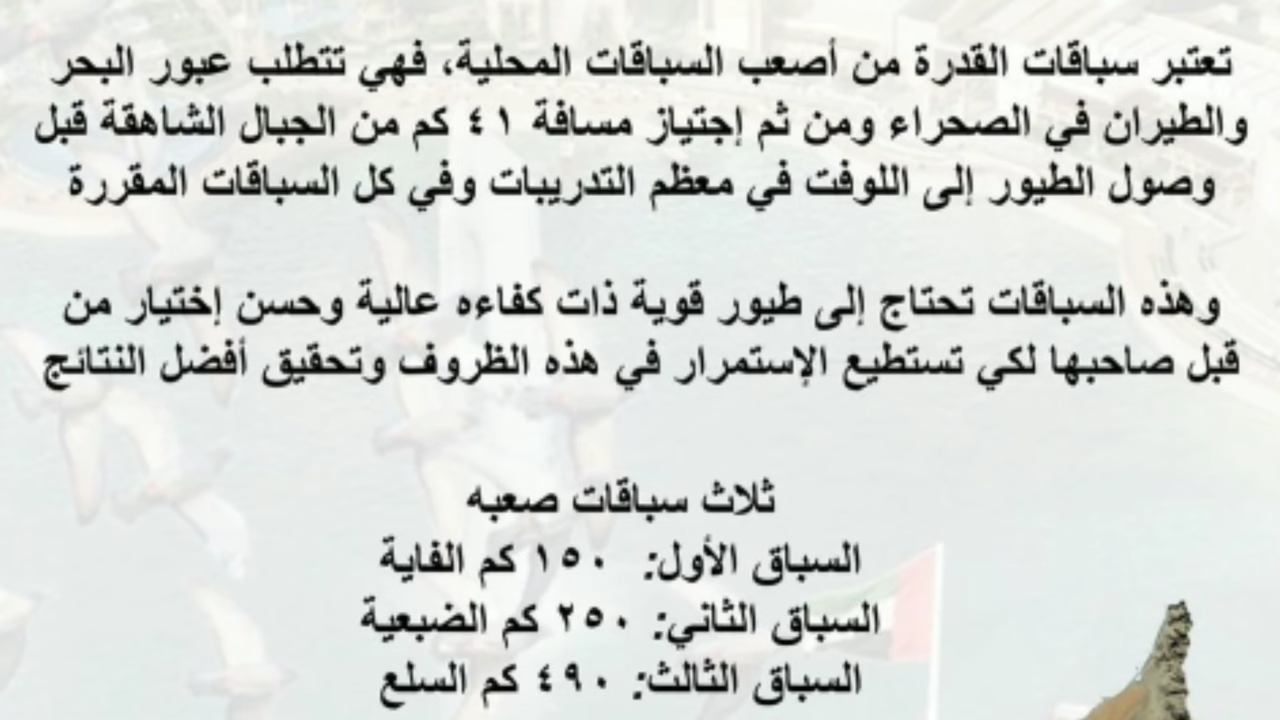 تعتبر سباقات القدرة من أصعب السباقات المحلية، فهي تتطلب عبور البحر
والطيران في الصحراء ومن ثم إجتياز مسافة ٤١ كم من الجبال الشاهقة قبل
وصول الطيور إلى اللوفت في معظم التدريبات وفي كل السباقات المقررة
وهذه السباقات تحتاج إلى طيور قوية ذات كفاءه عالية وحسن إختيار من
قبل صاحبها لكي تستطيع الإستمرار في هذه الظروف وتحقيق أفضل النتائج
ثلاث سباقات صعبه
السباق الأول: ١٥٠ كم الفاية
السباق الثاني: ٢٥٠ كم الضبعية
السباق الثالث: ٤٩٠ كم السلع